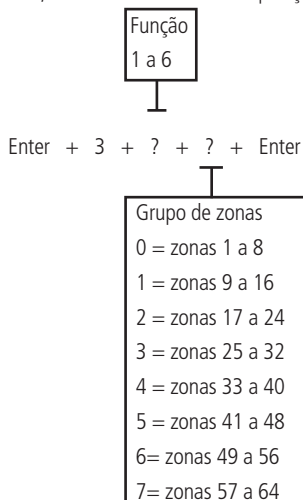 Função
1 a 6
Enter + 3 + ? + ? + Enter
Grupo de zonas
0 = zonas 1 a 8
1 = zonas 9 a 16
2 = zonas 17 a 24
3 = zonas 25 a 32
4 = zonas 33 a 40
5 = zonas 41 a 48
6= zonas 49 a 56
7= zonas 57 a 64